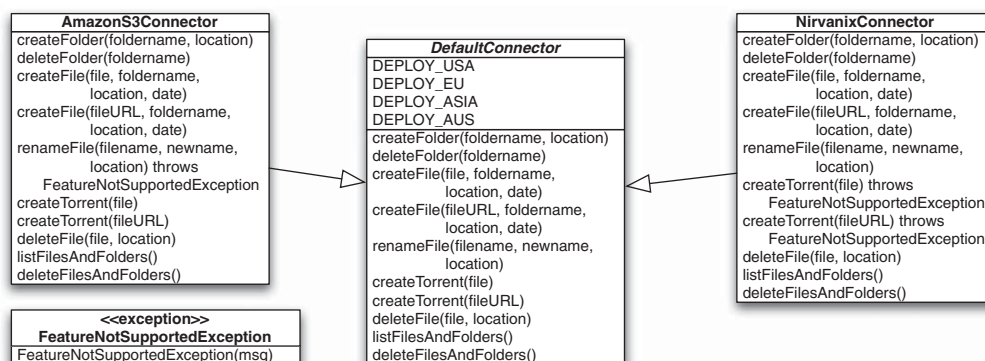 AmazonS3Connector
createFolder(foldername, location)
deleteFolder(foldername)
createFile(file, foldername,
location, date)
createFile(fileURL, foldername,
location, date)
renameFile(filename, newname,
location) throws
FeatureNotSupportedException
createTorrent(file)
createTorrent(fileURL)
deleteFile(file, location)
listFilesAndFolders()
deleteFilesAndFolders()
<<exception>>
FeatureNotSupportedException
FeatureNotSupportedException(msg)
DefaultConnector
DEPLOY_USA
DEPLOY_EU
DEPLOY_ASIA
DEPLOY_AUS
createFolder(foldername, location)
deleteFolder(foldername)
createFile(file, foldername,
location, date)
createFile(fileURL, foldername,
location, date)
renameFile(filename, newname,
location)
createTorrent(file)
createTorrent(fileURL)
deleteFile(file, location)
listFilesAndFolders()
deleteFilesAndFolders()
NirvanixConnector
createFolder(foldername, location)
deleteFolder(foldername)
createFile(file, foldername,
location, date)
createFile(fileURL, foldername,
location, date)
renameFile(filename, newname,
location)
createTorrent(file) throws
FeatureNotSupportedException
createTorrent(fileURL) throws
FeatureNotSupportedException
deleteFile(file, location)
listFilesAndFolders()
deleteFilesAndFolders()